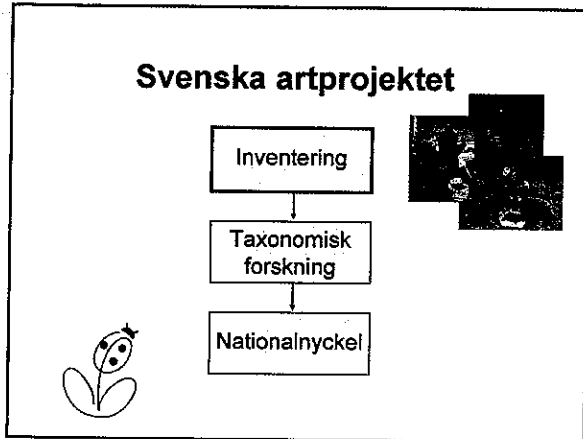 Svenska artprojektet
Inventering
Taxonomisk
forskning
Nationalnyckel